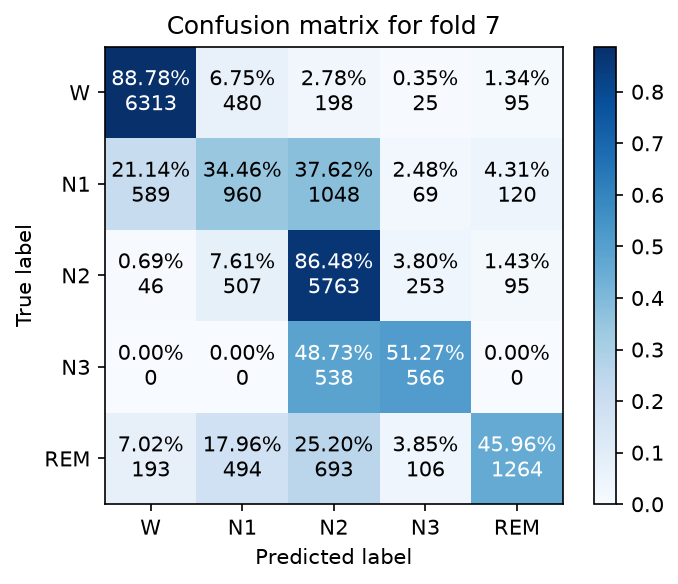 Confusion matrix for fold 7
True label
W
88.78% 6.75% 2.78% 0.35% 1.34%
6313 480 198 25 95
N1
21.14% 34.46% 37.62% 2.48% 4.31%
589 960 1048 69 120
N2
0.69% 7.61% 86.48% 3.80% 1.43%
46 507 5763 253 95
N3
0.00% 0.00% 48.73% 51.27% 0.00%
0 0 538 566 0
REM
7.02% 17.96% 25.20% 3.85% 45.96%
193 494 693 106 1264
W N1 N2 N3 REM
Predicted label
0.8
0.7
0.6
0.5
0.4
0.3
0.2
0.1
0.0